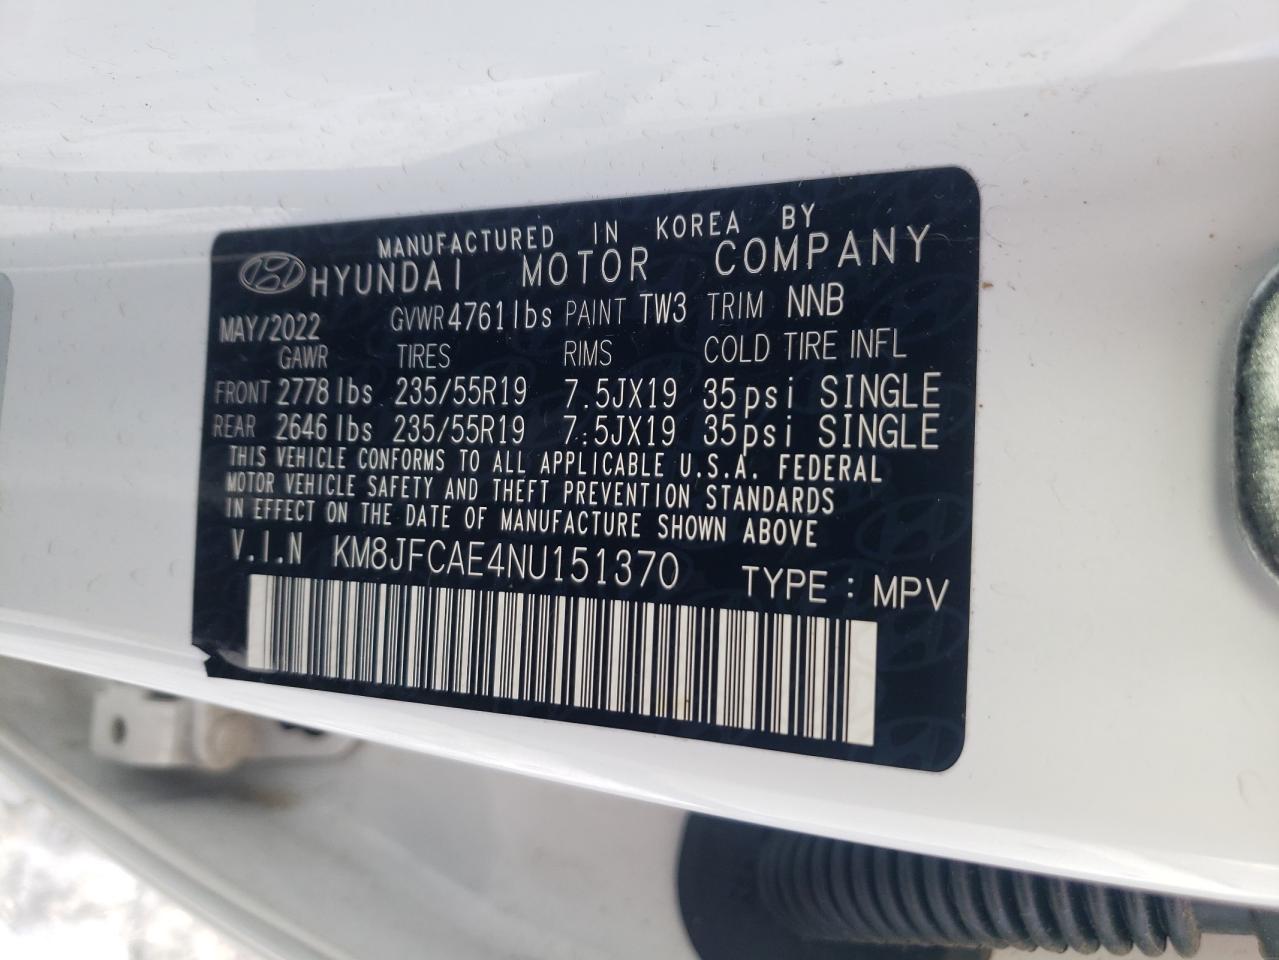 MANUFACTURED IN KOREA BY
HYUNDAI MOTOR COMPANY
MAY/2022 GVWR 4761lbs PAINT TW3 TRIM NNB
GAWR TIRES RIMS COLD TIRE INFL
FRONT 2778lbs 235/55R19 7.5JX19 35psi SINGLE
REAR 2646lbs 235/55R19 7.5JX19 35psi SINGLE
THIS VEHICLE CONFORMS TO ALL APPLICABLE U.S.A. FEDERAL
MOTOR VEHICLE SAFETY AND THEFT PREVENTION STANDARDS
IN EFFECT ON THE DATE OF MANUFACTURE SHOWN ABOVE
V.I.N KM8JFCAE4NU151370 TYPE : MPV